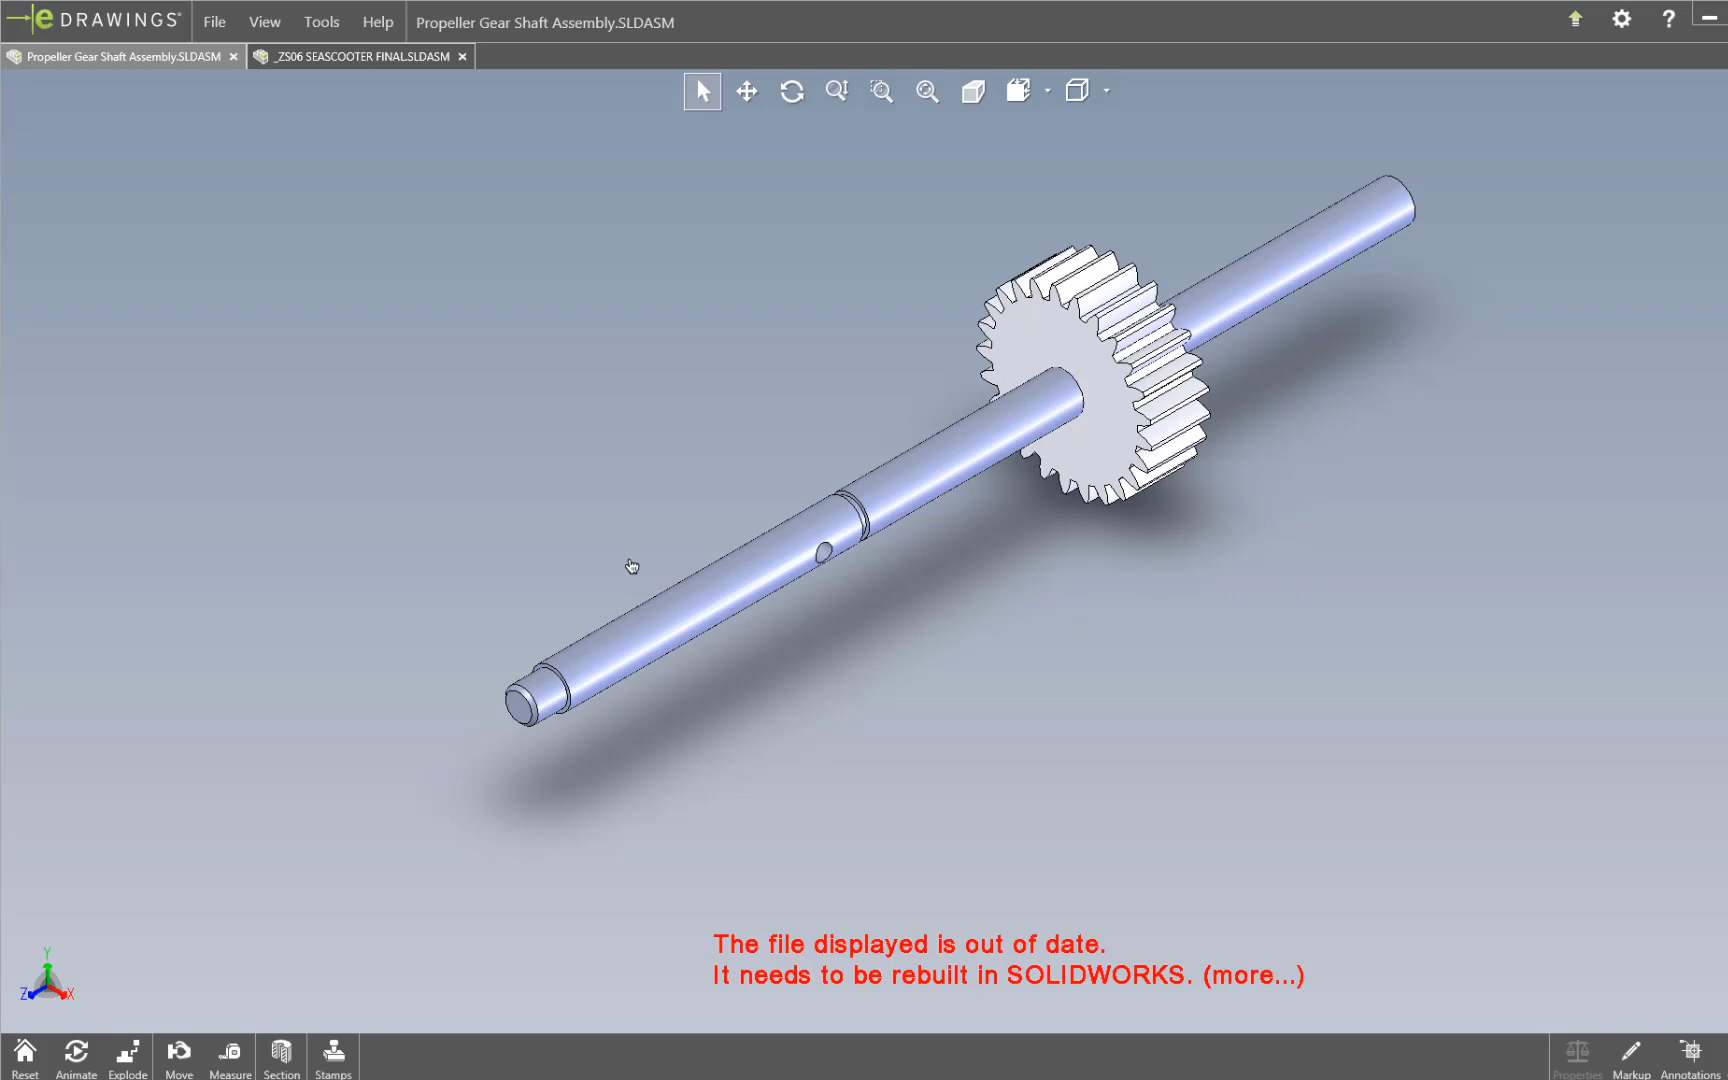 eDRAWINGS® File View Tools Help Propeller Gear Shaft Assembly.SLDASM ?
Propeller Gear Shaft Assembly.SLDASM × _ZS06 SEASCOOTER FINAL.SLDASM ×
The file displayed is out of date.
It needs to be rebuilt in SOLIDWORKS. (more...)
Y
Z X
Reset Animate Explode Move Measure Section Stamps Properties Markup Annotations